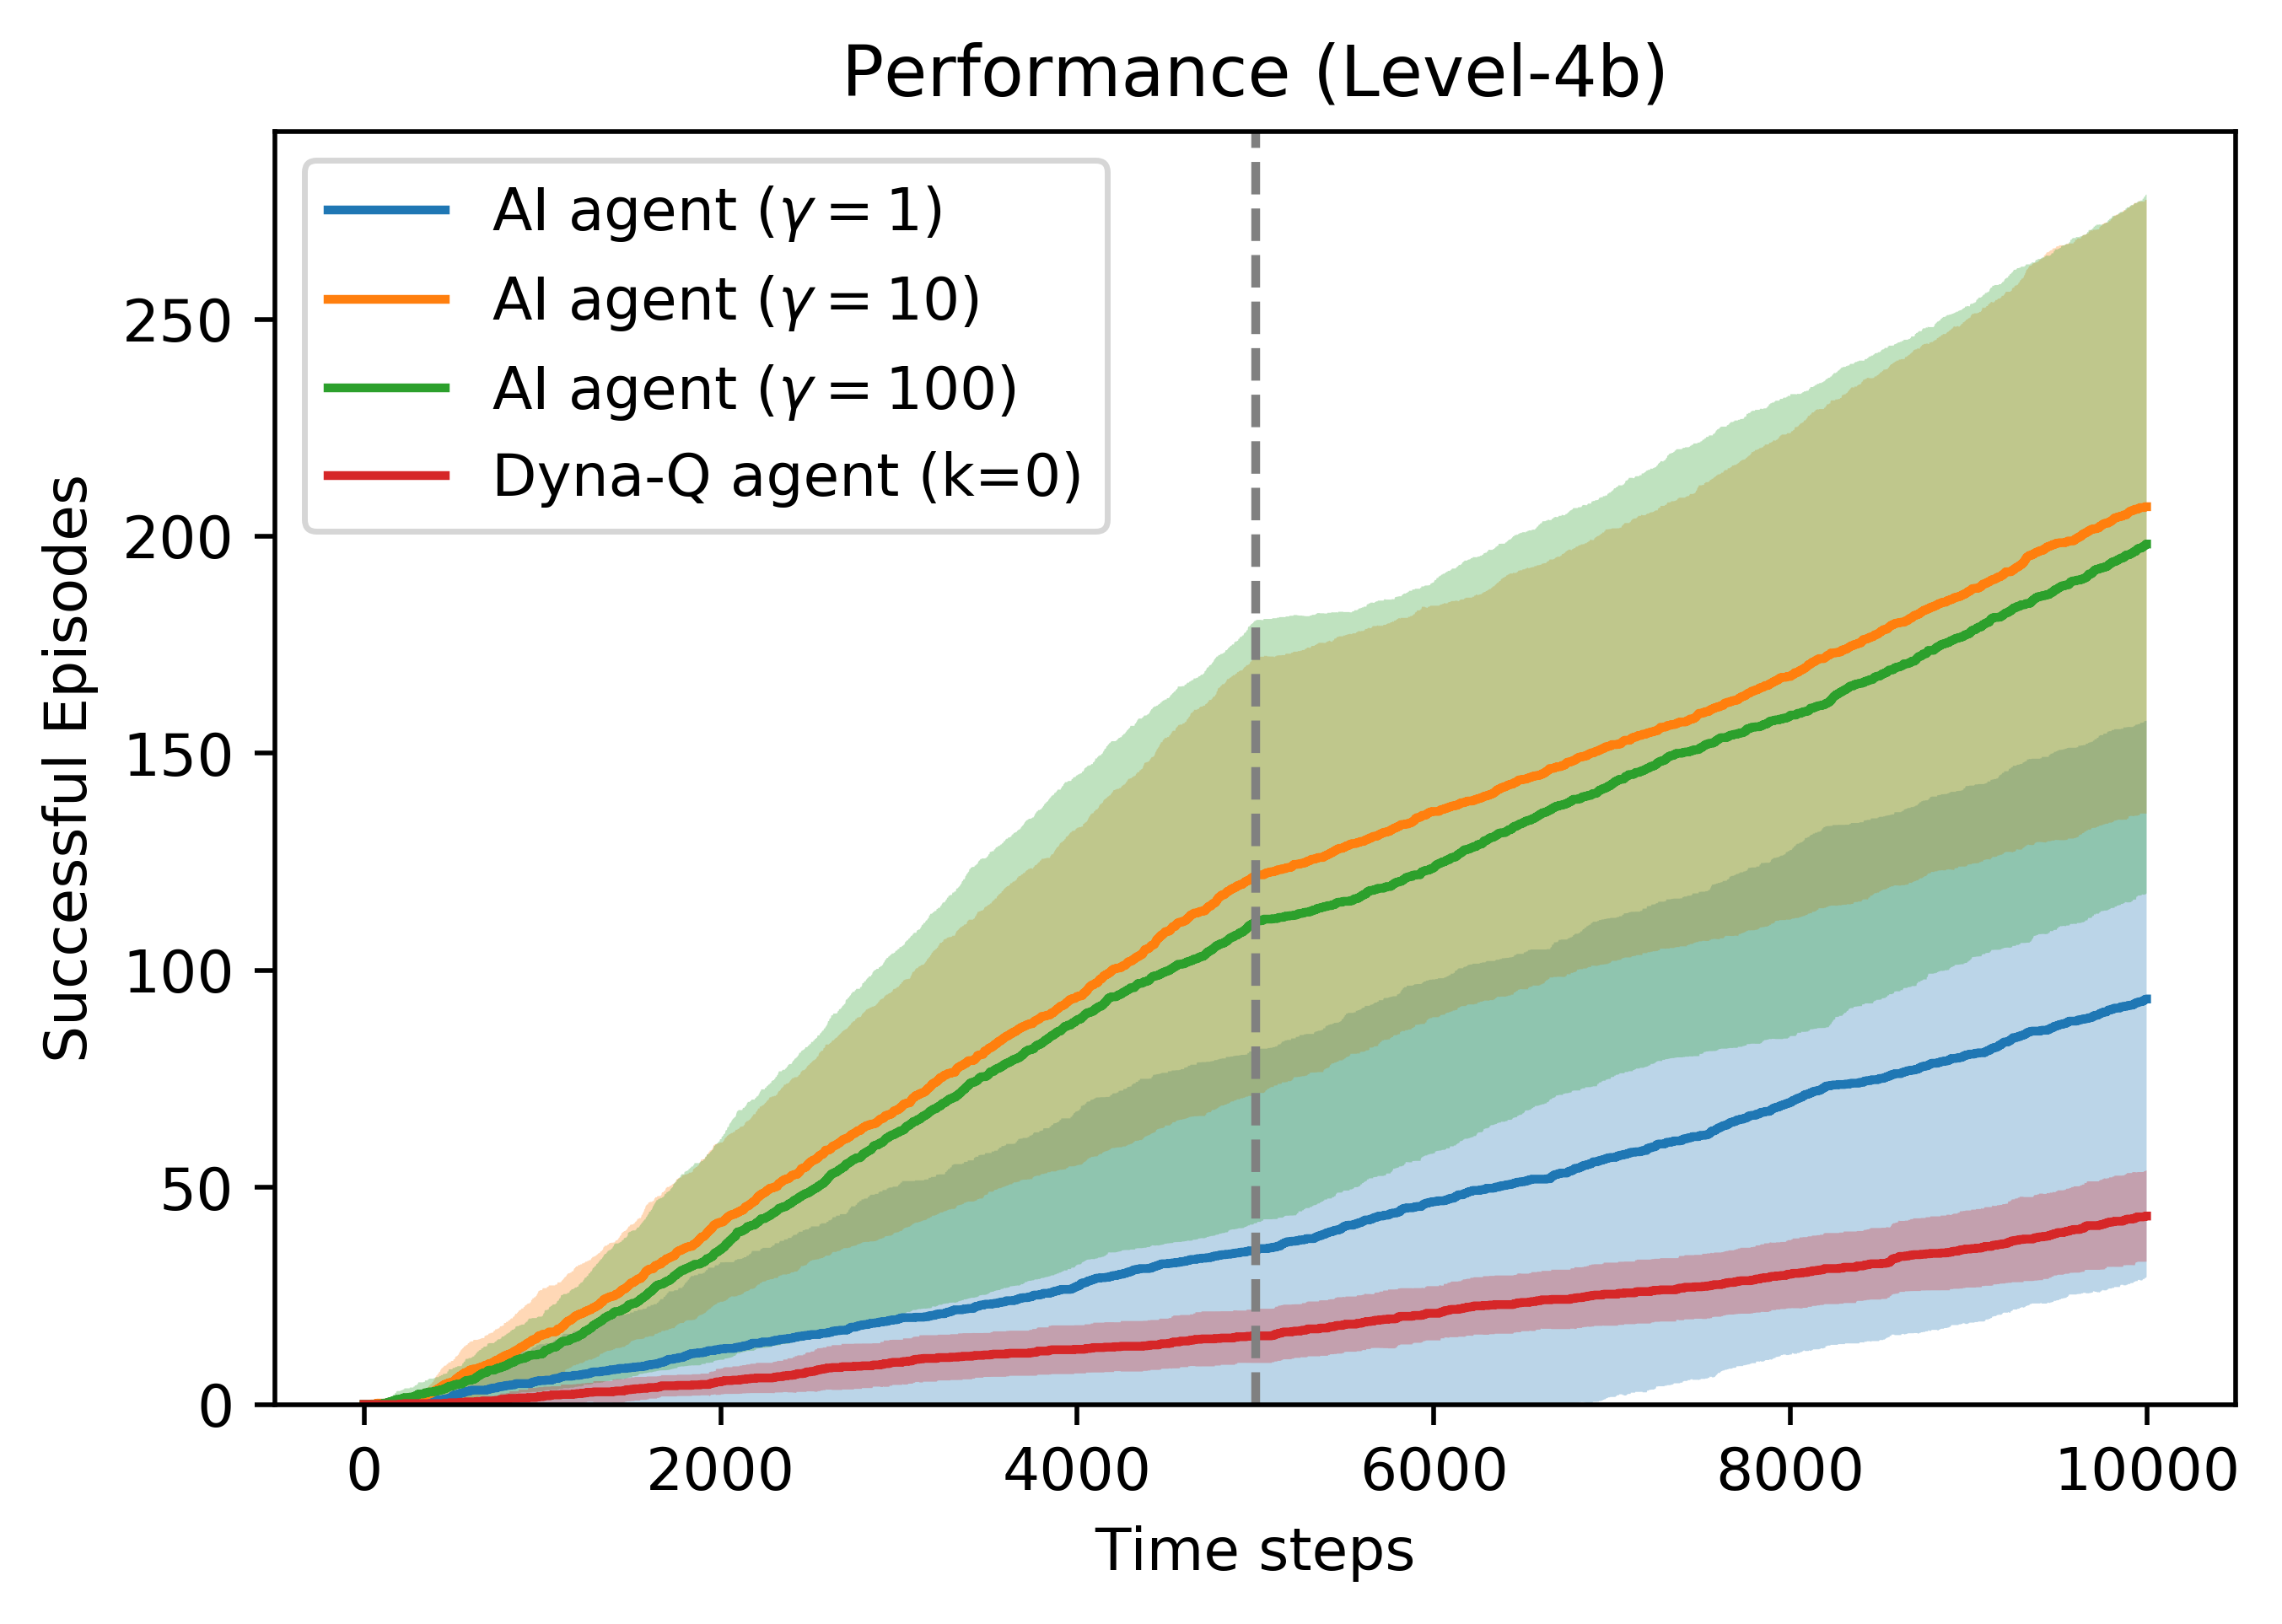 Performance (Level-4b)
AI agent (γ = 1)
AI agent (γ = 10)
AI agent (γ = 100)
Dyna-Q agent (k=0)
Successful Episodes
250
200
150
100
50
0
0 2000 4000 6000 8000 10000
Time steps